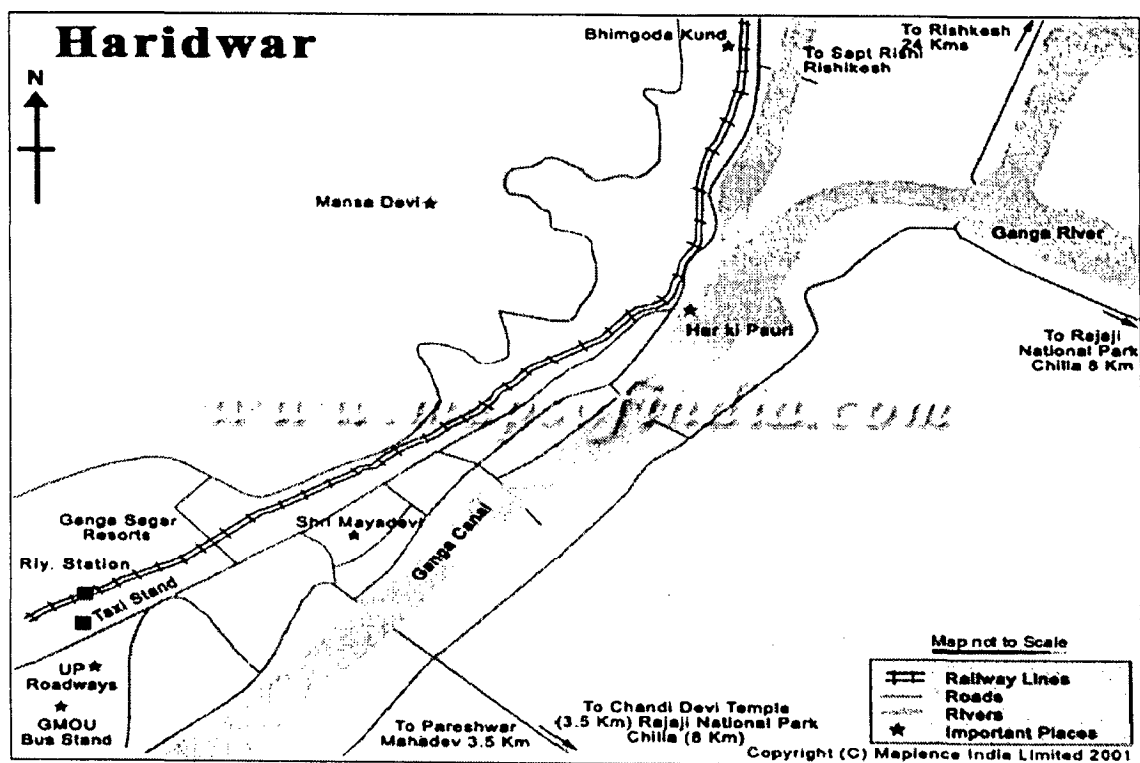 Haridwar
N
Bhimgoda Kund
To Rishkesh
24 Kms
To Sapt Rishi
Rishikesh
Mansa Devi
Ganga River
Har ki Pauri
To Rajaji
National Park
Chilla 8 Km
Ganga Sagar
Resorts
Shri Mayadevi
Ganga Canal
Rly. Station
Taxi Stand
UP
Roadways
GMOU
Bus Stand
To Pareshwar
Mahadev 3.5 Km
To Chandi Devi Temple
(3.5 Km) Rajaji National Park
Chilla (8 Km)
Map not to Scale
Railway Lines
Roads
Rivers
Important Places
Copyright (C) Maplence India Limited 2001